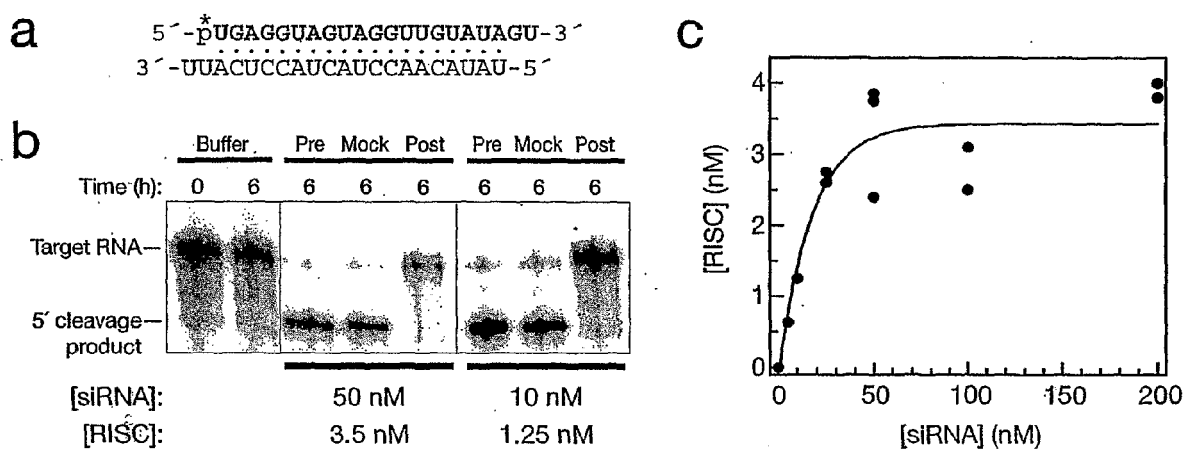 a
5´-p*UGAGGUAGUAGGUUGUAUAGU-3´
3´-UUACUCCAUCAUCCAACAUAU-5´
b
Buffer Pre Mock Post Pre Mock Post
Time (h): 0 6 6 6 6 6 6 6
Target RNA
5´ cleavage
product
[siRNA]: 50 nM 10 nM
[RISC]: 3.5 nM 1.25 nM
c
[RISC] (nM)
4
3
2
1
0
0 50 100 150 200
[siRNA] (nM)